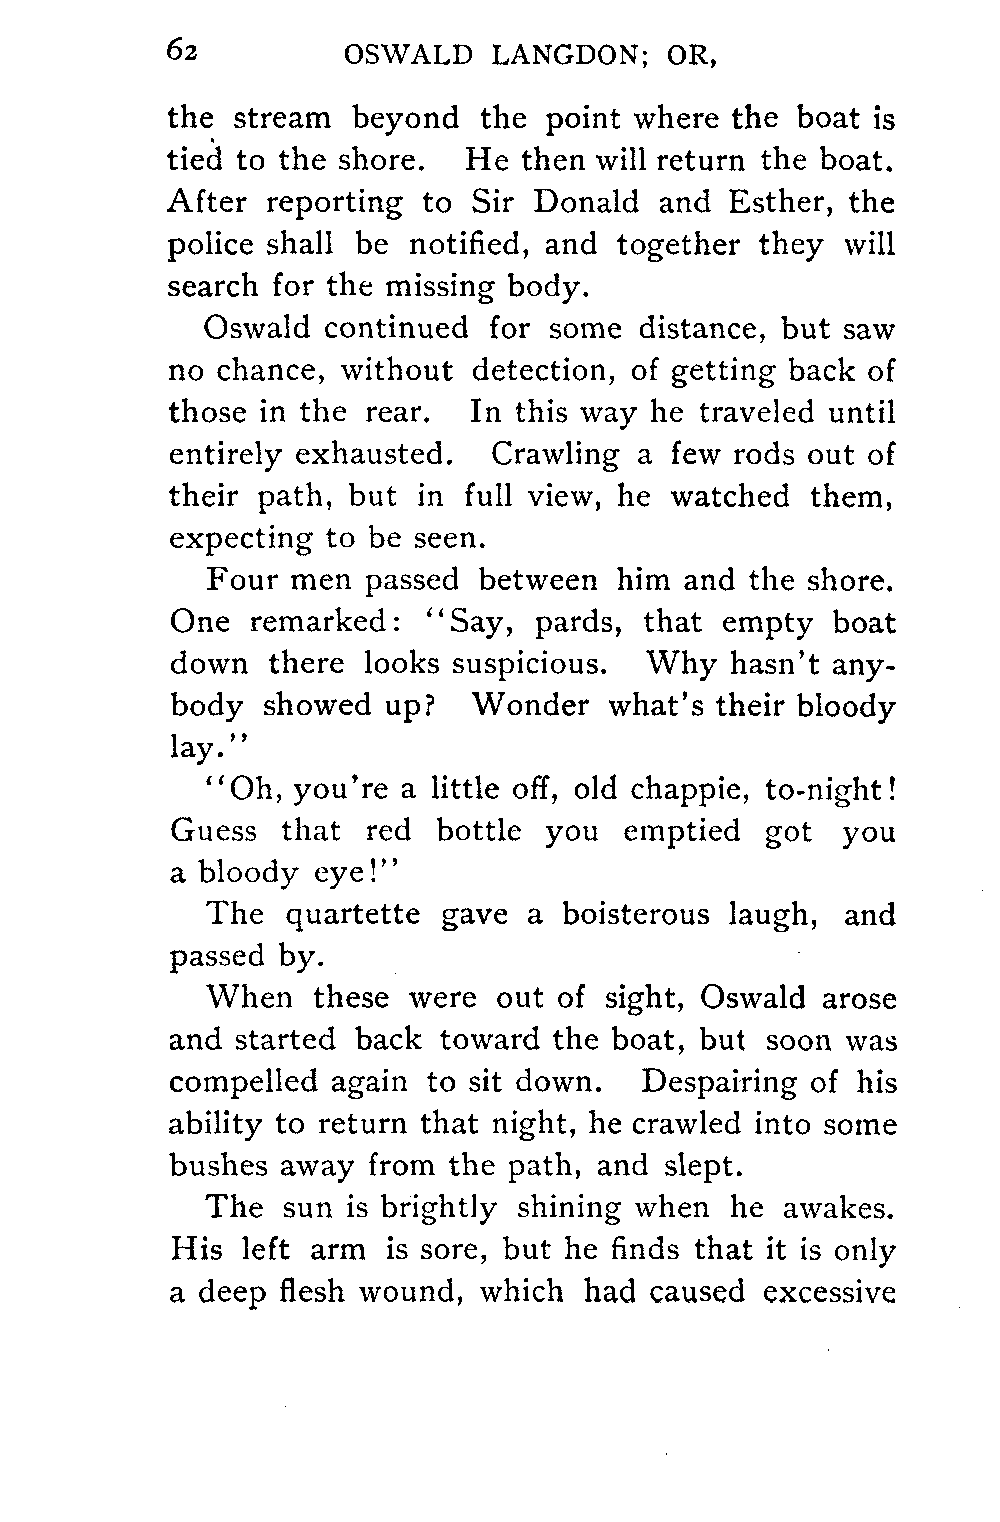 62 OSWALD LANGDON; OR,
the stream beyond the point where the boat is
tied to the shore. He then will return the boat.
After reporting to Sir Donald and Esther, the
police shall be notified, and together they will
search for the missing body.
Oswald continued for some distance, but saw
no chance, without detection, of getting back of
those in the rear. In this way he traveled until
entirely exhausted. Crawling a few rods out of
their path, but in full view, he watched them,
expecting to be seen.
Four men passed between him and the shore.
One remarked: "Say, pards, that empty boat
down there looks suspicious. Why hasn't any-
body showed up? Wonder what's their bloody
lay."
"Oh, you're a little off, old chappie, to-night!
Guess that red bottle you emptied got you
a bloody eye!"
The quartette gave a boisterous laugh, and
passed by.
When these were out of sight, Oswald arose
and started back toward the boat, but soon was
compelled again to sit down. Despairing of his
ability to return that night, he crawled into some
bushes away from the path, and slept.
The sun is brightly shining when he awakes.
His left arm is sore, but he finds that it is only
a deep flesh wound, which had caused excessive